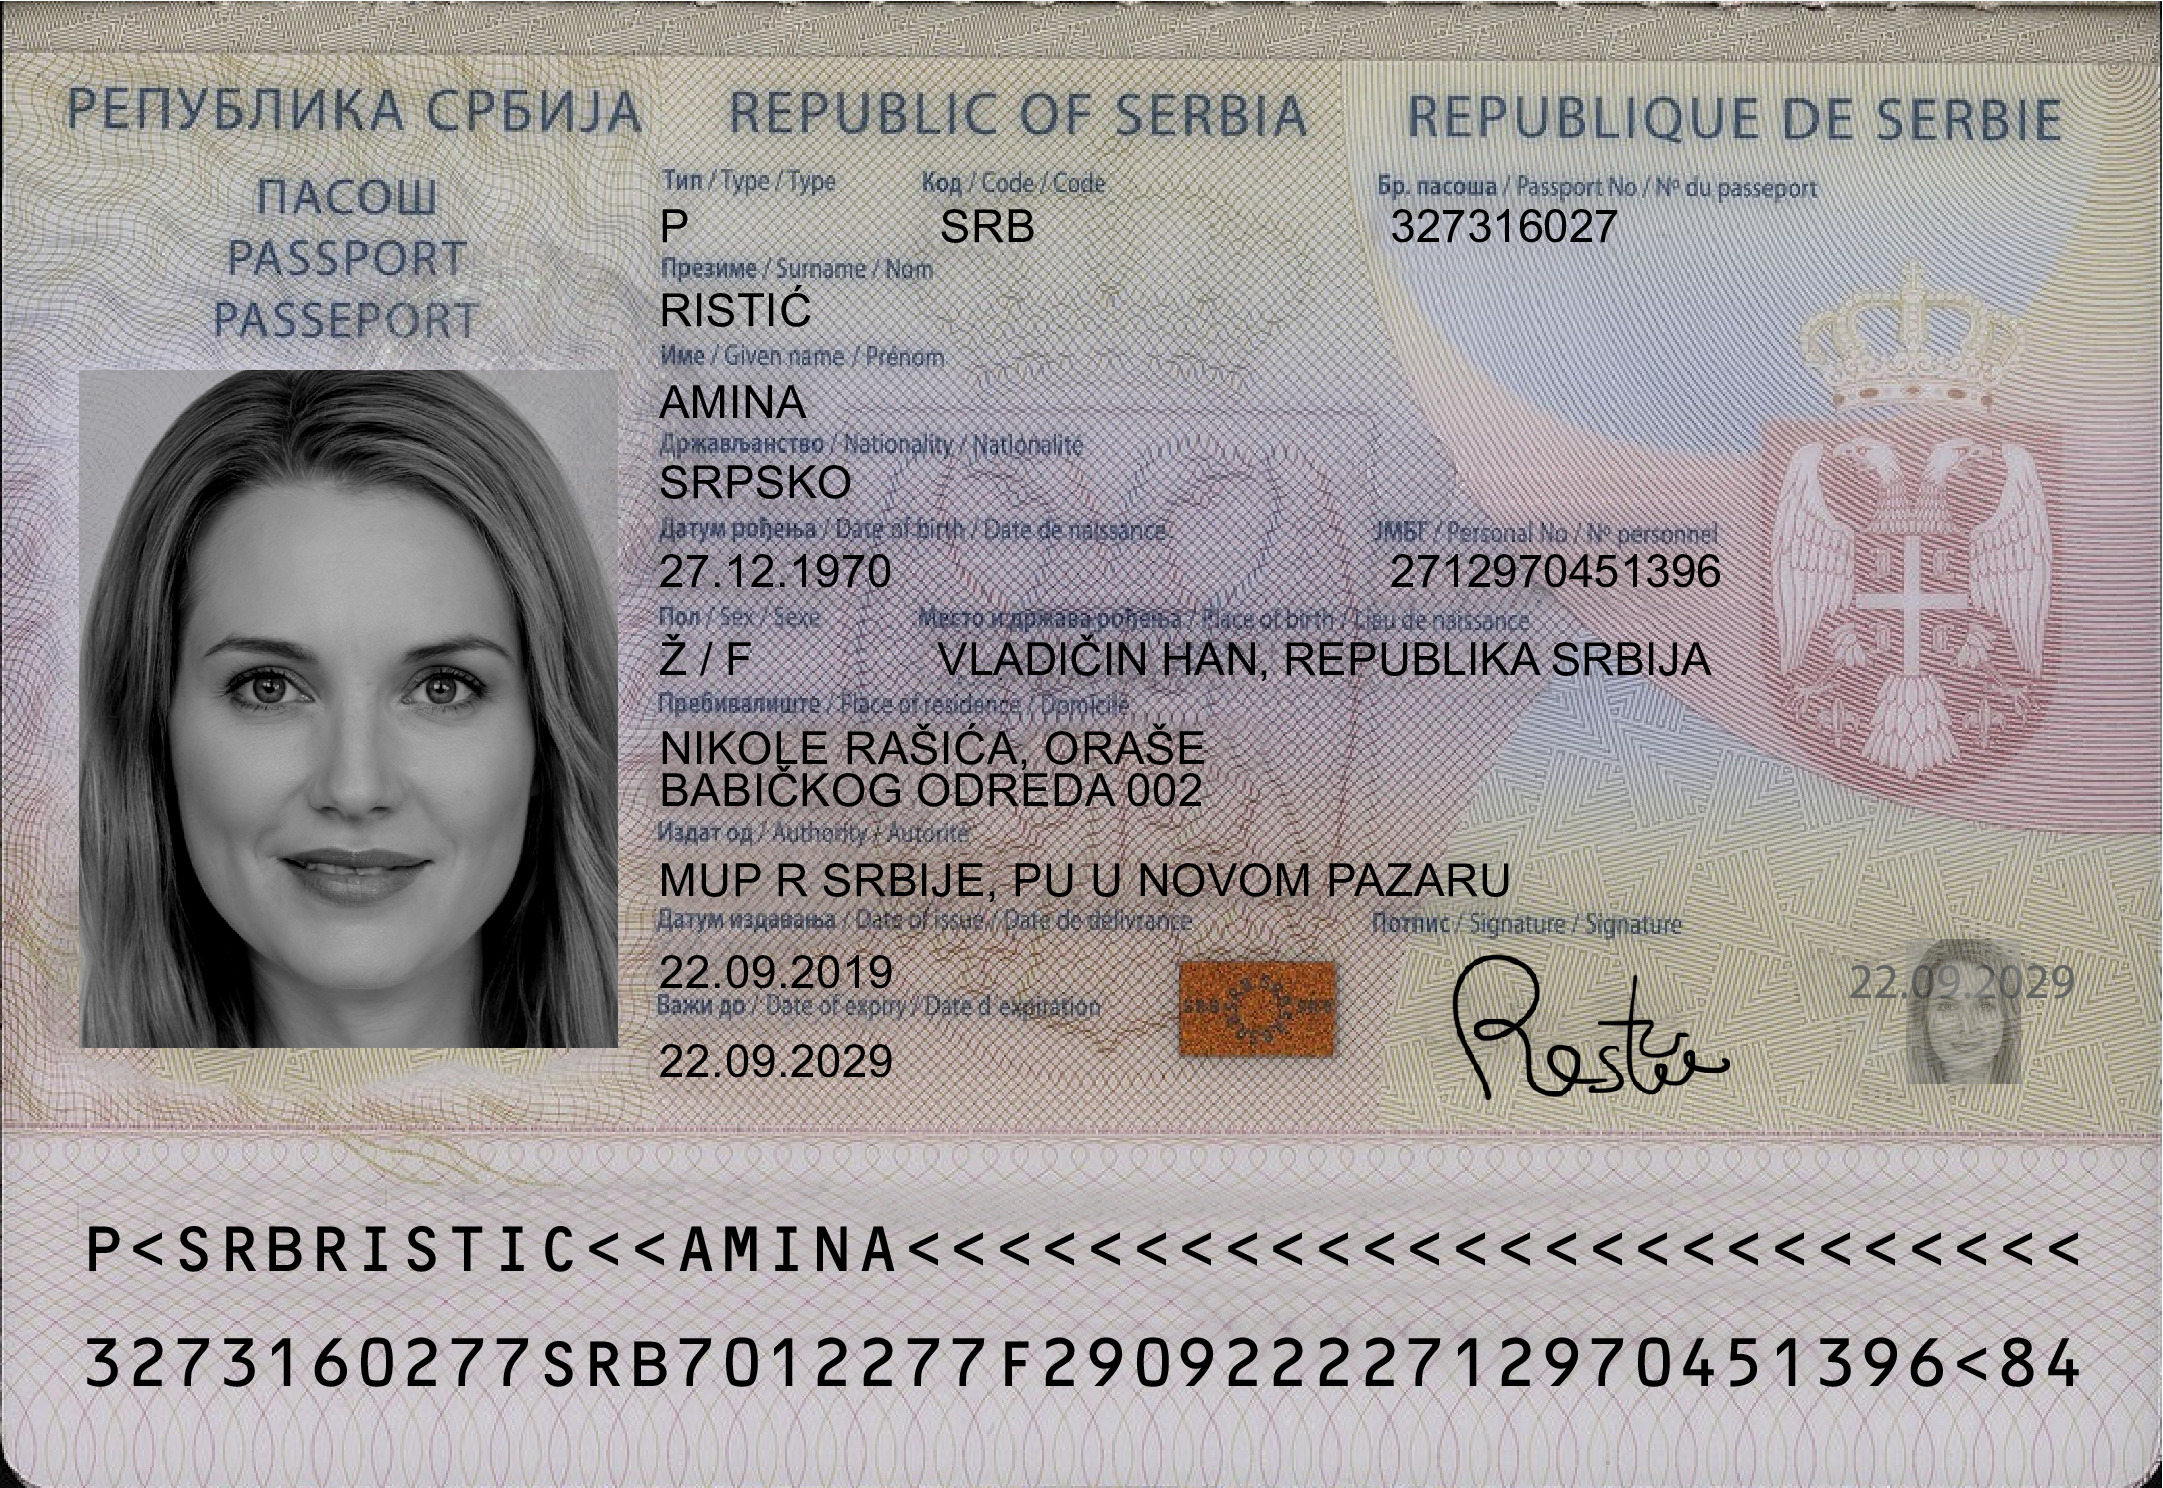 РЕПУБЛИКА СРБИЈА REPUBLIC OF SERBIA REPUBLIQUE DE SERBIE
ПАСОШ
PASSPORT
PASSEPORT
Тип / Type / Type Код / Code / Code Бр. пасоша / Passport No / Nº du passeport
P SRB 327316027
Презиме / Surname / Nom
RISTIĆ
Име / Given name / Prénom
AMINA
Држављанство / Nationality / Nationalité
SRPSKO
Датум рођења / Date of birth / Date de naissance ЈМБГ / Personal No / Nº personnel
27.12.1970 2712970451396
Пол / Sex / Sexe Место и држава рођења / Place of birth / Lieu de naissance
Ž / F VLADIČIN HAN, REPUBLIKA SRBIJA
Пребивалиште / Place of residence / Domicile
NIKOLE RAŠIĆA, ORAŠE
BABIČKOG ODREDA 002
Издат од / Authority / Autorité
MUP R SRBIJE, PU U NOVOM PAZARU
Датум издавања / Date of issue / Date de délivrance Потпис / Signature / Signature
22.09.2019
22.09.2029
Важи до / Date of expiry / Date d expiration
22.09.2029
P<SRBRISTIC<<AMINA<<<<<<<<<<<<<<<<<<<<<<<<<<
3273160277SRB7012277F29092222712970451396<84